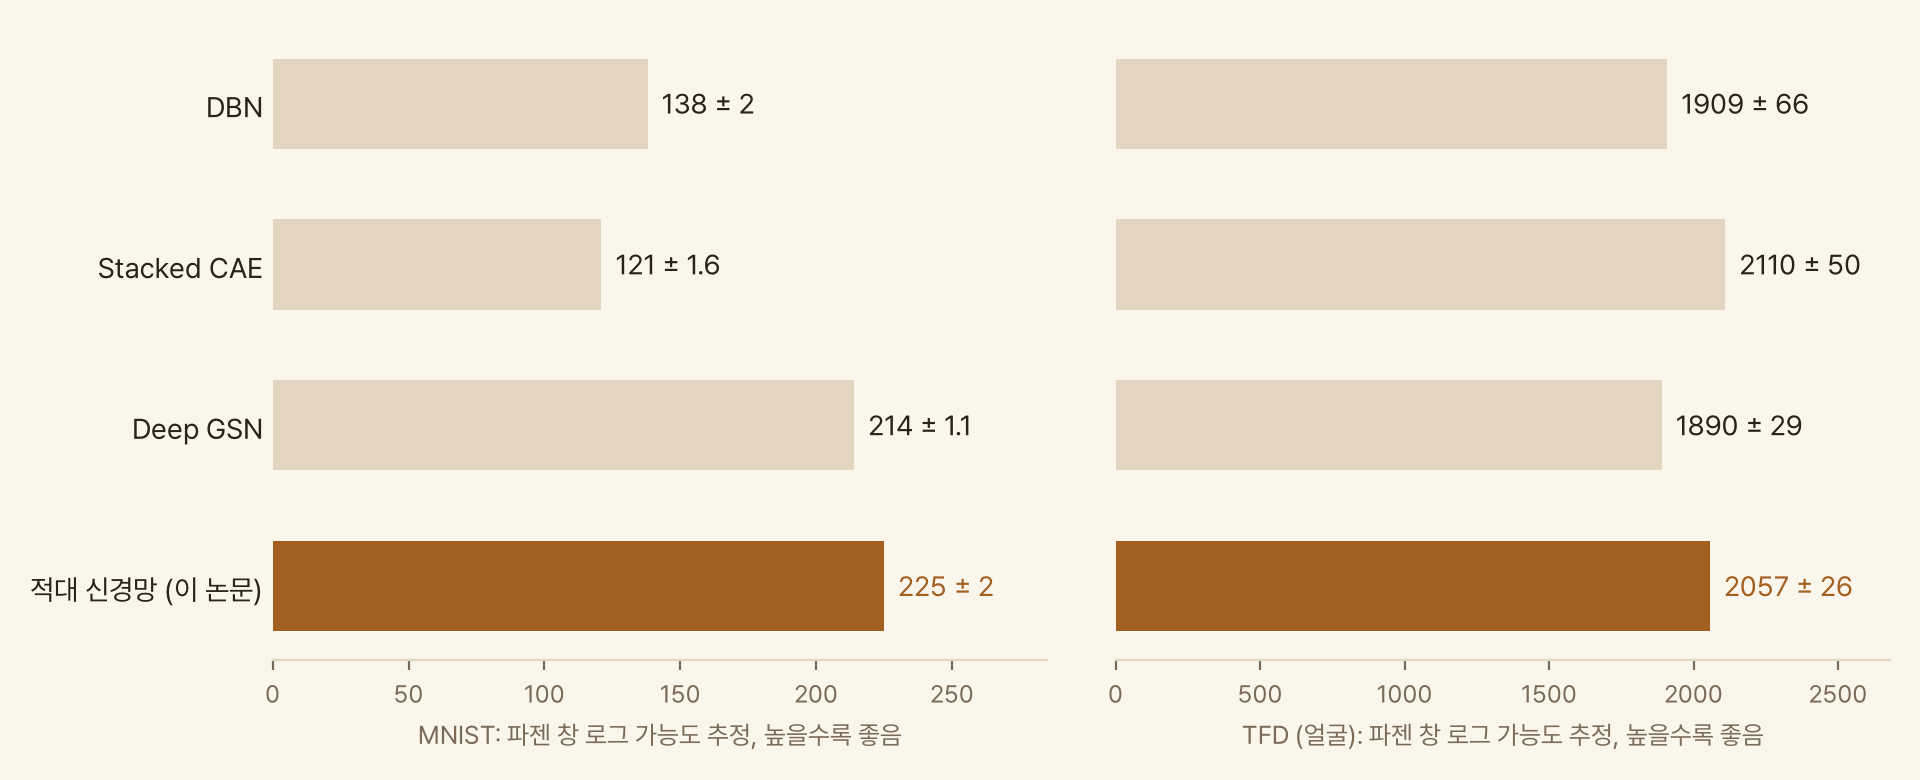 DBN
138 ± 2
1909 ± 66
Stacked CAE
121 ± 1.6
2110 ± 50
Deep GSN
214 ± 1.1
1890 ± 29
적대 신경망 (이 논문)
225 ± 2
2057 ± 26
0 50 100 150 200 250
0 500 1000 1500 2000 2500
MNIST: 파젠 창 로그 가능도 추정, 높을수록 좋음
TFD (얼굴): 파젠 창 로그 가능도 추정, 높을수록 좋음